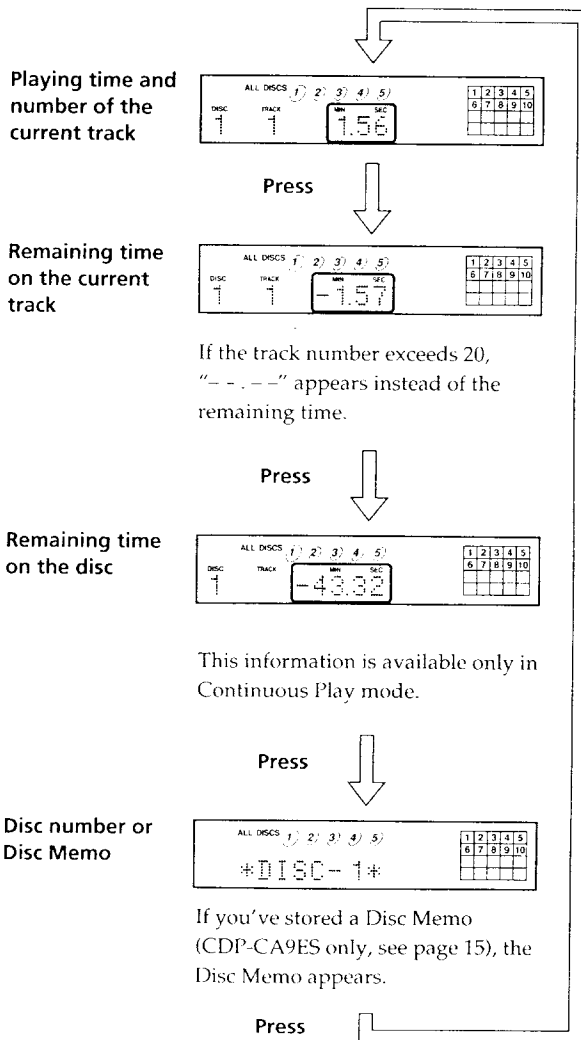 Playing time and
number of the
current track
ALL DISCS 1) 2) 3) 4) 5)
DISC TRACK MIN SEC
1 1 1.56
1 2 3 4 5
6 7 8 9 10
Press
Remaining time
on the current
track
ALL DISCS 1) 2) 3) 4) 5)
DISC TRACK MIN SEC
1 1 -1.57
1 2 3 4 5
6 7 8 9 10
If the track number exceeds 20,
"– – . – –" appears instead of the
remaining time.
Press
Remaining time
on the disc
ALL DISCS 1) 2) 3) 4) 5)
DISC TRACK MIN SEC
1 -43.32
1 2 3 4 5
6 7 8 9 10
This information is available only in
Continuous Play mode.
Press
Disc number or
Disc Memo
ALL DISCS 1) 2) 3) 4) 5)
*DISC- 1*
1 2 3 4 5
6 7 8 9 10
If you've stored a Disc Memo
(CDP-CA9ES only, see page 15), the
Disc Memo appears.
Press